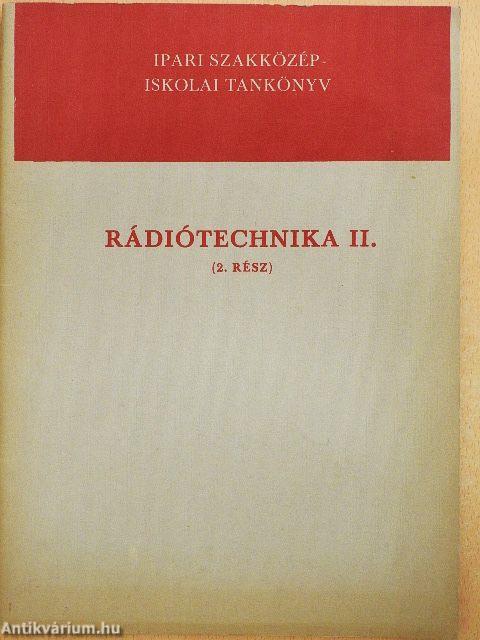 IPARI SZAKKÖZÉP-
ISKOLAI TANKÖNYV
RÁDIÓTECHNIKA II.
(2. RÉSZ)
Antikvárium.hu